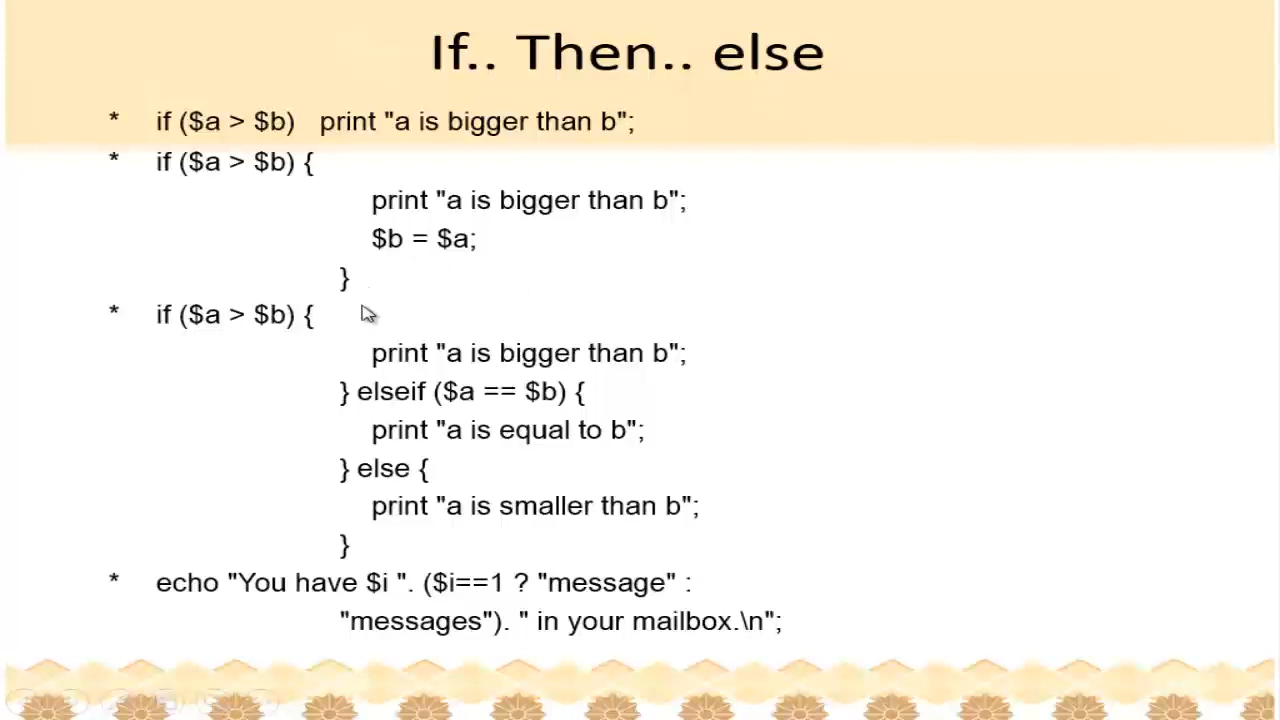 If.. Then.. else
* if ($a > $b) print "a is bigger than b";
* if ($a > $b) {
print "a is bigger than b";
$b = $a;
}
* if ($a > $b) {
print "a is bigger than b";
} elseif ($a == $b) {
print "a is equal to b";
} else {
print "a is smaller than b";
}
* echo "You have $i ". ($i==1 ? "message" :
"messages"). " in your mailbox.\n";